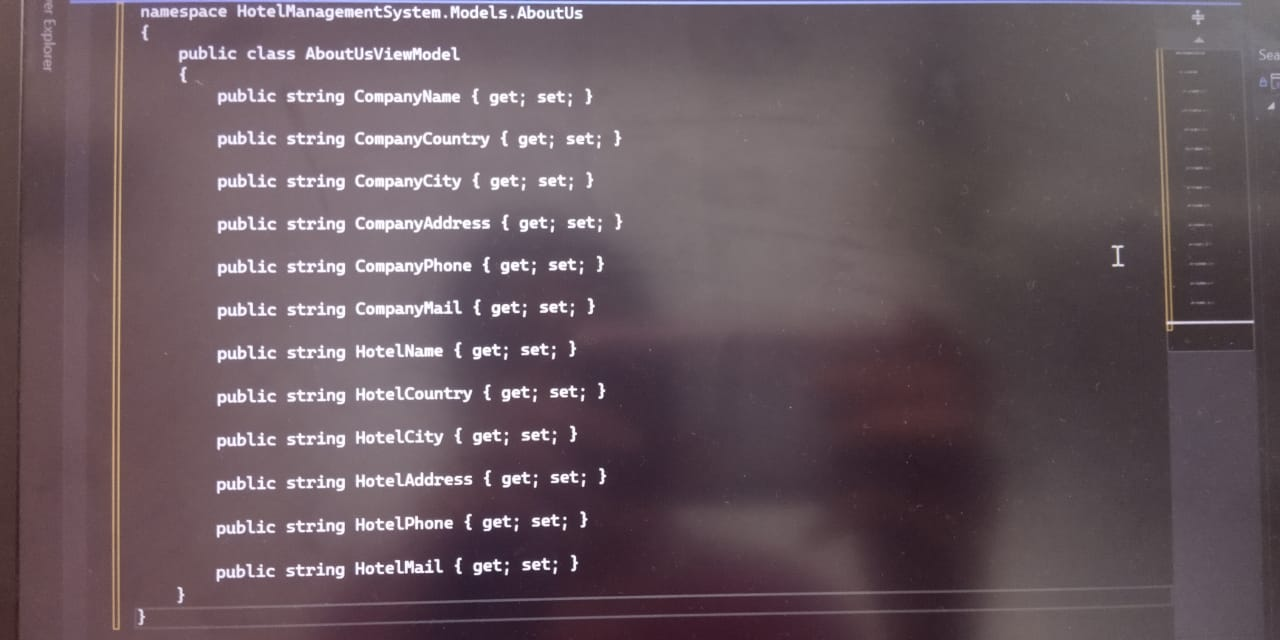 er Explorer
namespace HotelManagementSystem.Models.AboutUs
{
public class AboutUsViewModel
{
public string CompanyName { get; set; }
public string CompanyCountry { get; set; }
public string CompanyCity { get; set; }
public string CompanyAddress { get; set; }
public string CompanyPhone { get; set; }
public string CompanyMail { get; set; }
public string HotelName { get; set; }
public string HotelCountry { get; set; }
public string HotelCity { get; set; }
public string HotelAddress { get; set; }
public string HotelPhone { get; set; }
public string HotelMail { get; set; }
}
}
Sea